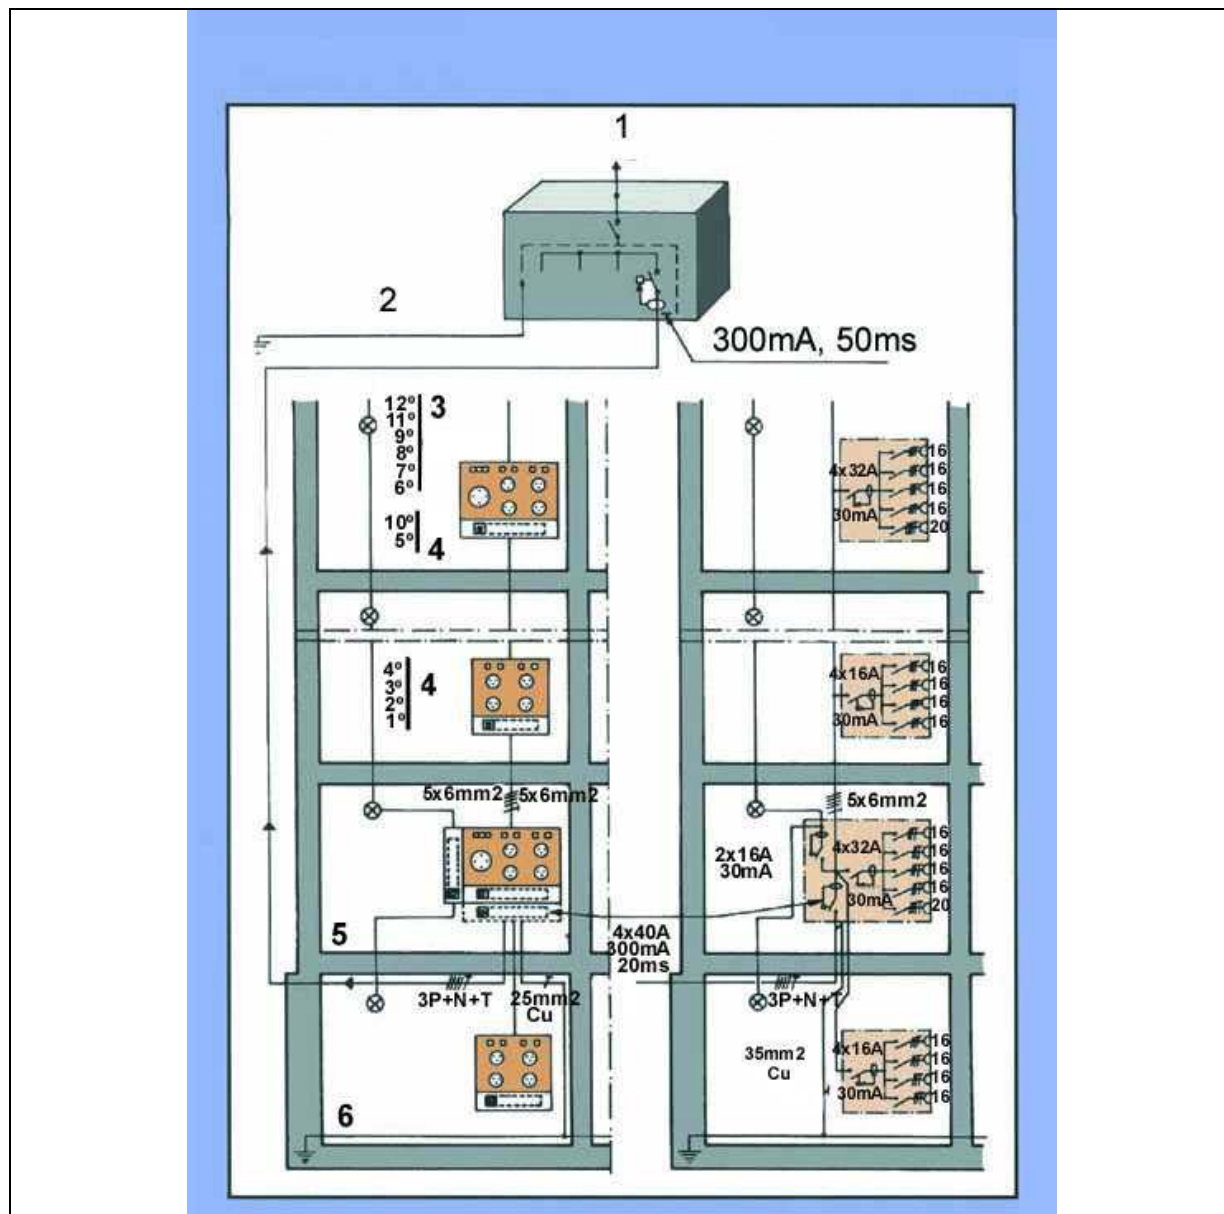 1
2
300mA, 50ms
12º
11º
9º
8º
7º
6º
3
10º
5º
4
4x32A
30mA
16
16
16
16
20
4º
3º
2º
1º
4
4x16A
30mA
16
16
16
16
5x6mm2
5x6mm2
5x6mm2
2x16A
30mA
4x32A
30mA
16
16
16
16
20
5
4x40A
300mA
20ms
3P+N+T
25mm2
Cu
3P+N+T
35mm2
Cu
4x16A
30mA
16
16
16
16
6